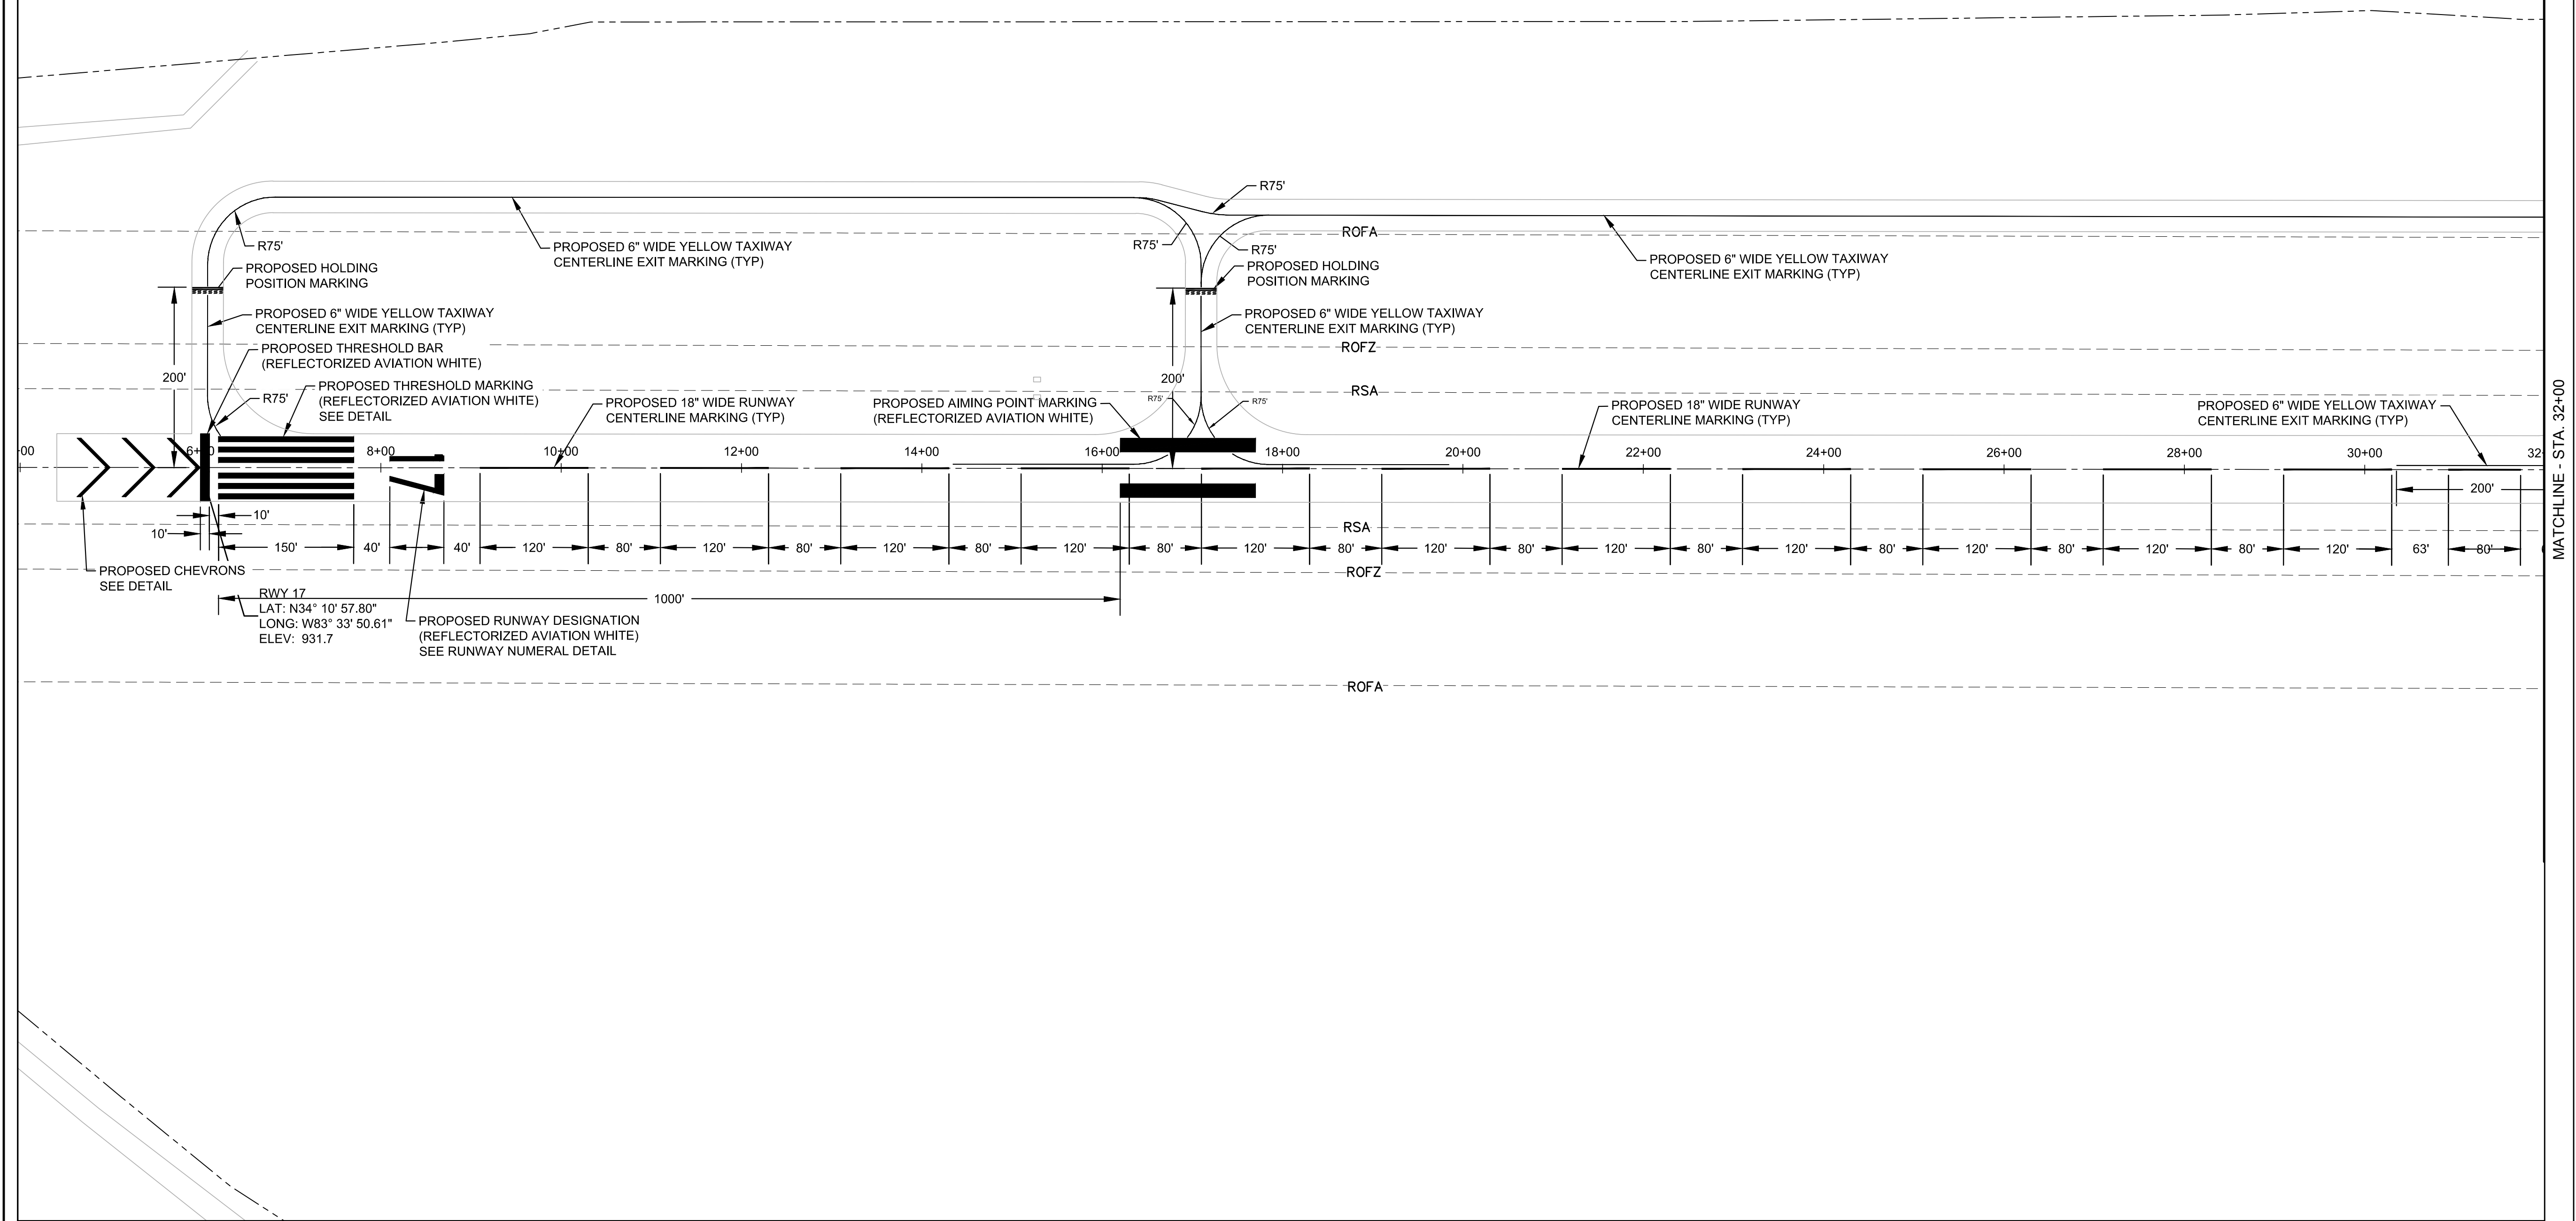 R75'
R75'
PROPOSED 6" WIDE YELLOW TAXIWAY
CENTERLINE EXIT MARKING (TYP)
R75'
R75'
ROFA
PROPOSED 6" WIDE YELLOW TAXIWAY
CENTERLINE EXIT MARKING (TYP)
PROPOSED HOLDING
POSITION MARKING
PROPOSED HOLDING
POSITION MARKING
PROPOSED 6" WIDE YELLOW TAXIWAY
CENTERLINE EXIT MARKING (TYP)
PROPOSED 6" WIDE YELLOW TAXIWAY
CENTERLINE EXIT MARKING (TYP)
PROPOSED THRESHOLD BAR
(REFLECTORIZED AVIATION WHITE)
ROFZ
200'
200'
PROPOSED THRESHOLD MARKING
(REFLECTORIZED AVIATION WHITE)
SEE DETAIL
RSA
R75'
PROPOSED 18" WIDE RUNWAY
CENTERLINE MARKING (TYP)
PROPOSED AIMING POINT MARKING
(REFLECTORIZED AVIATION WHITE)
R75'
R75'
PROPOSED 18" WIDE RUNWAY
CENTERLINE MARKING (TYP)
PROPOSED 6" WIDE YELLOW TAXIWAY
CENTERLINE EXIT MARKING (TYP)
MATCHLINE - STA. 32+00
00 6+00 8+00 10+00 12+00 14+00 16+00 18+00 20+00 22+00 24+00 26+00 28+00 30+00 32+
17
200'
10'
RSA
10'
150' 40' 40' 120' 80' 120' 80' 120' 80' 120' 80' 120' 80' 120' 80' 120' 80' 120' 80' 120' 80' 120' 80' 120' 63' 80'
PROPOSED CHEVRONS
SEE DETAIL
ROFZ
RWY 17
LAT: N34° 10' 57.80"
LONG: W83° 33' 50.61"
ELEV: 931.7
1000'
PROPOSED RUNWAY DESIGNATION
(REFLECTORIZED AVIATION WHITE)
SEE RUNWAY NUMERAL DETAIL
ROFA